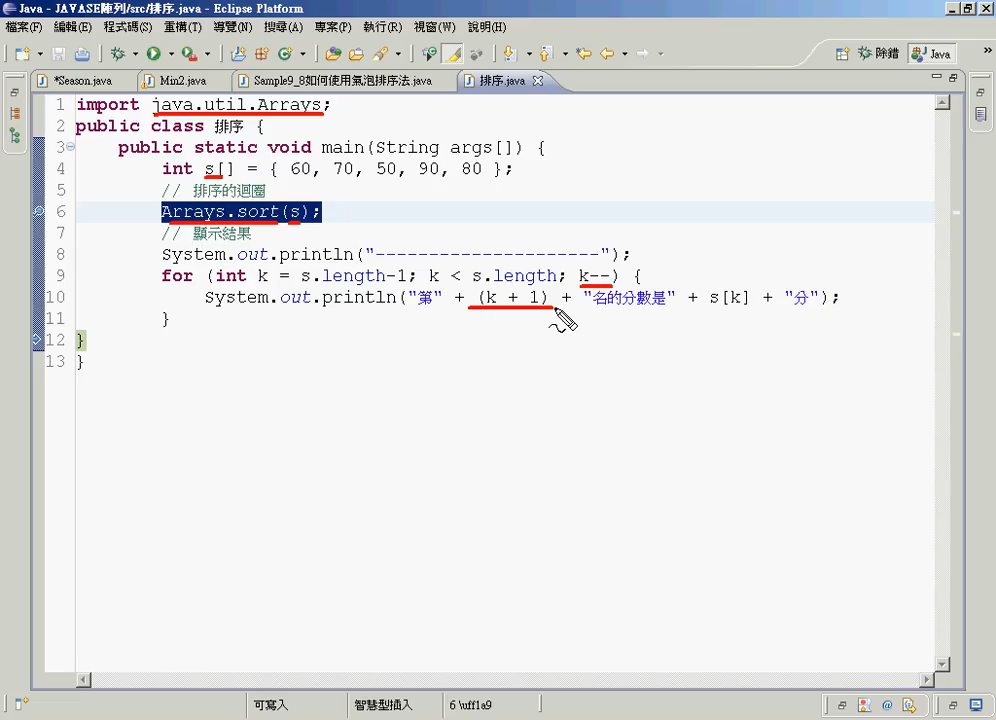 Java - JAVASE陣列/src/排序.java - Eclipse Platform
檔案(F) 編輯(E) 程式碼(S) 重構(T) 導覽(N) 搜尋(A) 專案(P) 執行(R) 視窗(W) 說明(H)
除錯 Java
*Season.java Min2.java Sample9_8如何使用氣泡排序法.java 排序.java
1 import java.util.Arrays;
2 public class 排序 {
3 public static void main(String args[]) {
4 int s[] = { 60, 70, 50, 90, 80 };
5 // 排序的迴圈
6 Arrays.sort(s);
7 // 顯示結果
8 System.out.println("---------------------");
9 for (int k = s.length-1; k < s.length; k--) {
10 System.out.println("第" + (k + 1) + "名的分數是" + s[k] + "分");
11 }
12 }
13 }
可寫入 智慧型插入 6 \uff1a9